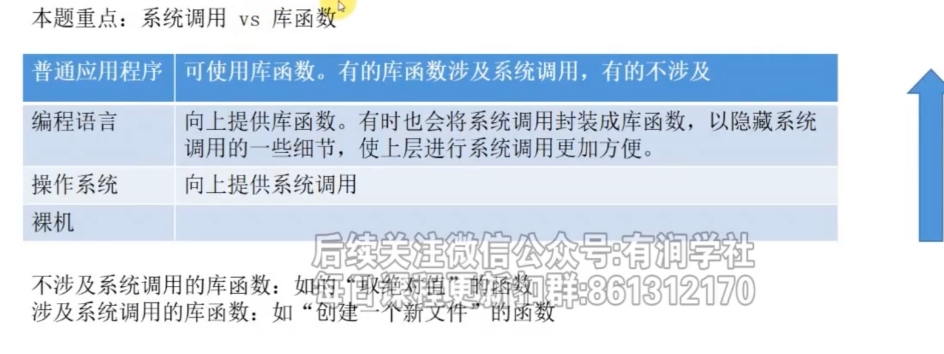 本题重点：系统调用 vs 库函数
普通应用程序 可使用库函数。有的库函数涉及系统调用，有的不涉及
编程语言 向上提供库函数。有时也会将系统调用封装成库函数，以隐藏系统
调用的一些细节，使上层进行系统调用更加方便。
操作系统 向上提供系统调用
裸机
后续关注微信公众号:有润学社
不涉及系统调用的库函数：如的“取绝对值”的函数
每日课程更新Q群:861312170
涉及系统调用的库函数：如“创建一个新文件”的函数